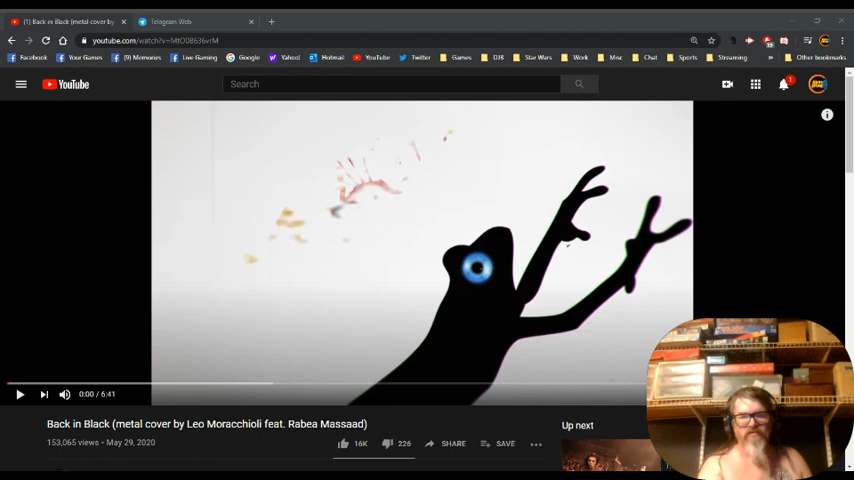 (1) Back in Black (metal cover by
Telegram Web
youtube.com/watch?v=MtO08636vrM
Facebook Your Games (3) Memories Live Gaming Google Yahoo! Hotmail YouTube Twitter Games DJB Star Wars Work Misc Chat Sports Streaming » Other bookmarks
YouTube
Search
1
0:00 / 6:41
Back in Black (metal cover by Leo Moracchioli feat. Rabea Massaad)
153,065 views • May 29, 2020
16K 226 SHARE SAVE
Up next